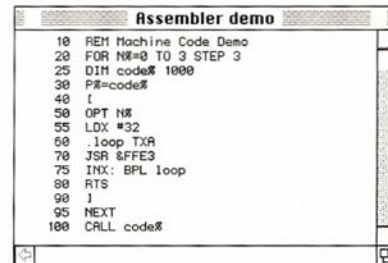 Assembler demo
10 REM Machine Code Demo
20 FOR N%=0 TO 3 STEP 3
25 DIM code% 1000
30 P%=code%
40 [
50 OPT N%
55 LDX #32
60 .loop TXA
70 JSR &FFE3
75 INX: BPL loop
80 RTS
90 ]
95 NEXT
100 CALL code%